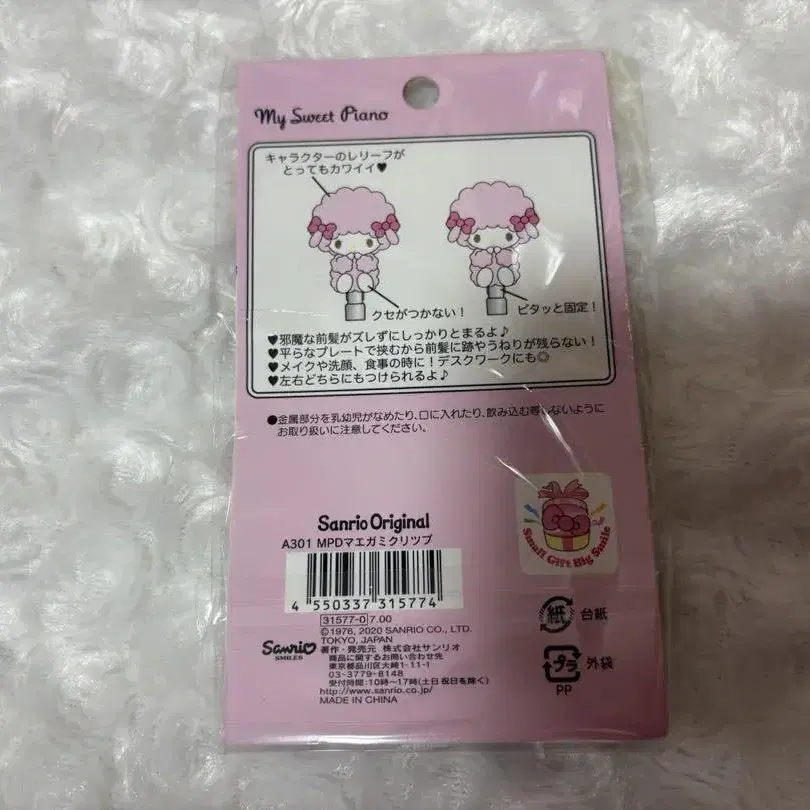 My Sweet Piano
キャラクターのレリーフが
とってもカワイイ♥
クセがつかない！
ピタッと固定！
♥邪魔な前髪がズレずにしっかりとまるよ♪
♥平らなプレートで挟むから前髪に跡やうねりが残らない！
♥メイクや洗顔、食事の時に！デスクワークにも◎
♥左右どちらにもつけられるよ♪
●金属部分を乳幼児がなめたり、口に入れたり、飲み込む等しないように
お取り扱いに注意してください。
Small Gift Big Smile
Sanrio Original
A301 MPDマエガミクリツプ
4 550337 315774
31577-0 7.00
©1976, 2020 SANRIO CO., LTD.
TOKYO, JAPAN
Sanrio
SMILES
著作・発売元 株式会社サンリオ
商品に関するお問い合わせ先
東京都品川区大崎1-11-1
03-3779-8148
受付時間：10時～17時(土日祝日を除く)
http://www.sanrio.co.jp/
MADE IN CHINA
紙 台紙
プラ 外袋
PP